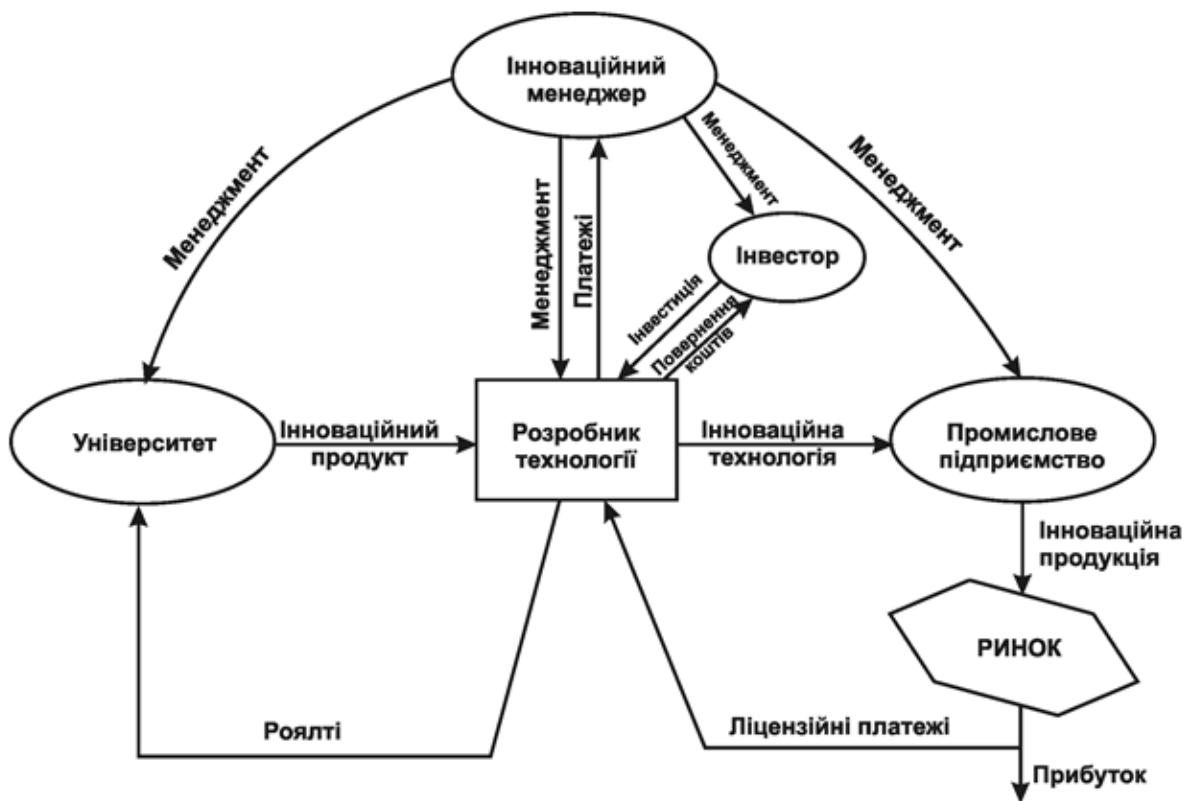 Інноваційний
менеджер
Менеджмент
Менеджмент
Платежі
Менеджмент
Менеджмент
Інвестор
Інвестиція
Повернення
коштів
Університет
Інноваційний
продукт
Розробник
технології
Інноваційна
технологія
Промислове
підприємство
Інноваційна
продукція
РИНОК
Роялті
Ліцензійні платежі
Прибуток